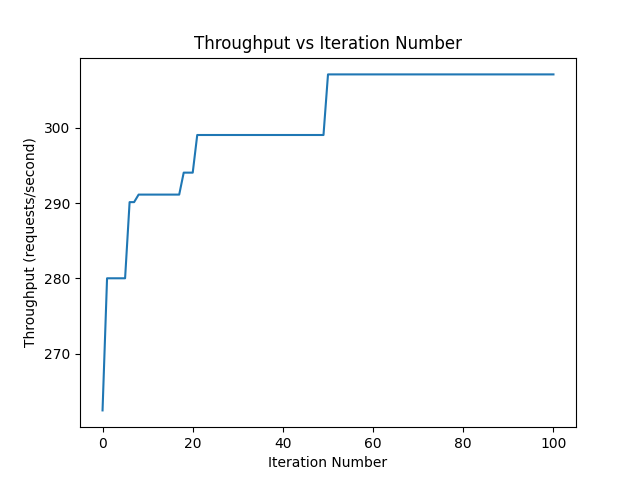 Throughput vs Iteration Number
Throughput (requests/second)
300
290
280
270
0 20 40 60 80 100
Iteration Number